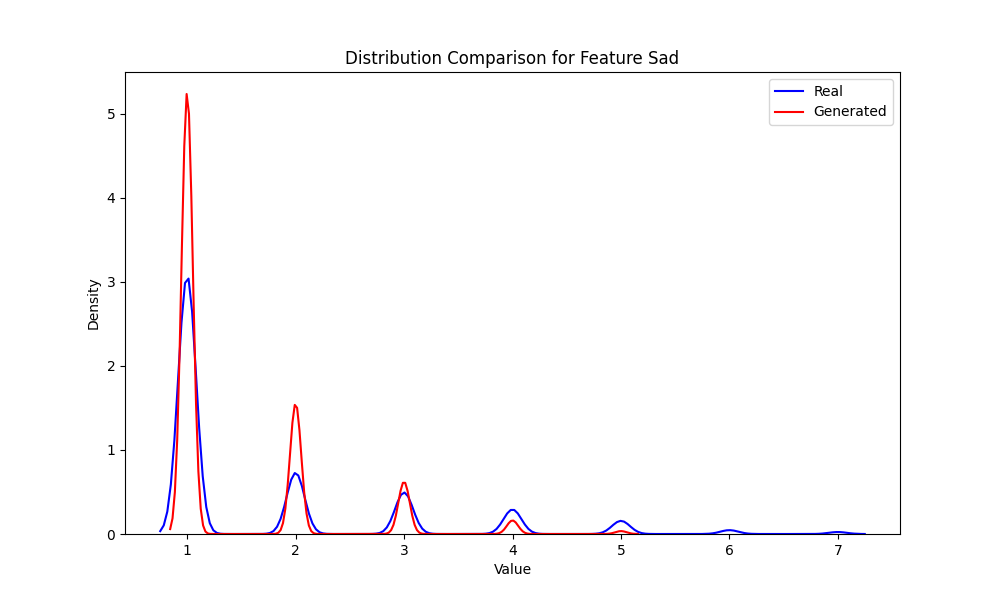 Distribution Comparison for Feature Sad
Real
Generated
Density
5
4
3
2
1
0
1 2 3 4 5 6 7
Value